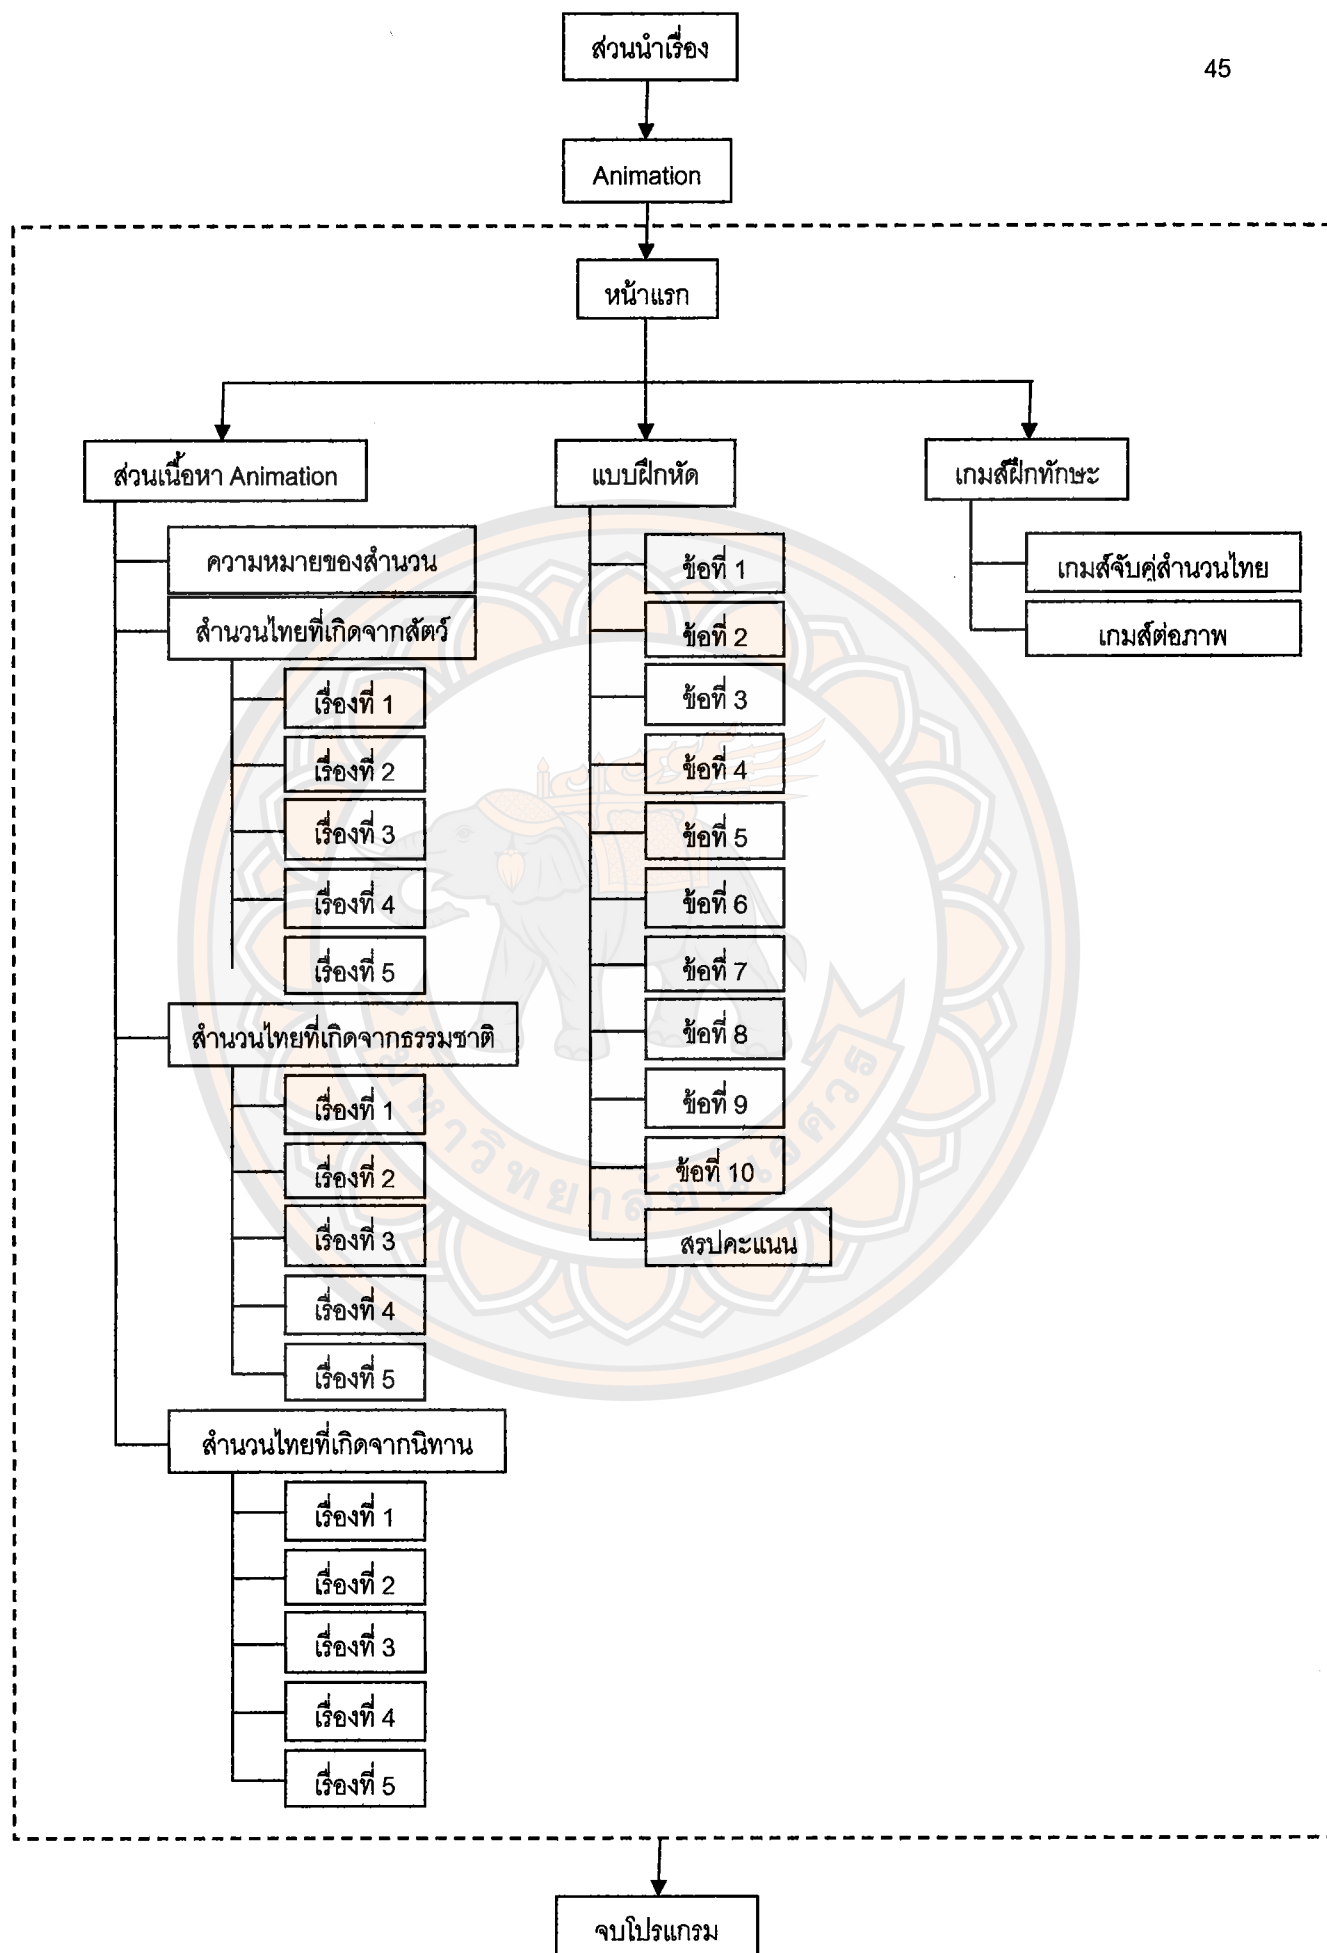 45
ส่วนนำเรื่อง
Animation
หน้าแรก
ส่วนเนื้อหา Animation
ความหมายของสำนวน
สำนวนไทยที่เกิดจากสัตว์
เรื่องที่ 1
เรื่องที่ 2
เรื่องที่ 3
เรื่องที่ 4
เรื่องที่ 5
สำนวนไทยที่เกิดจากธรรมชาติ
เรื่องที่ 1
เรื่องที่ 2
เรื่องที่ 3
เรื่องที่ 4
เรื่องที่ 5
สำนวนไทยที่เกิดจากนิทาน
เรื่องที่ 1
เรื่องที่ 2
เรื่องที่ 3
เรื่องที่ 4
เรื่องที่ 5
แบบฝึกหัด
ข้อที่ 1
ข้อที่ 2
ข้อที่ 3
ข้อที่ 4
ข้อที่ 5
ข้อที่ 6
ข้อที่ 7
ข้อที่ 8
ข้อที่ 9
ข้อที่ 10
สรุปคะแนน
เกมส์ฝึกทักษะ
เกมส์จับคู่สำนวนไทย
เกมส์ต่อภาพ
จบโปรแกรม
มหาวิทยาลัยนเรศวร